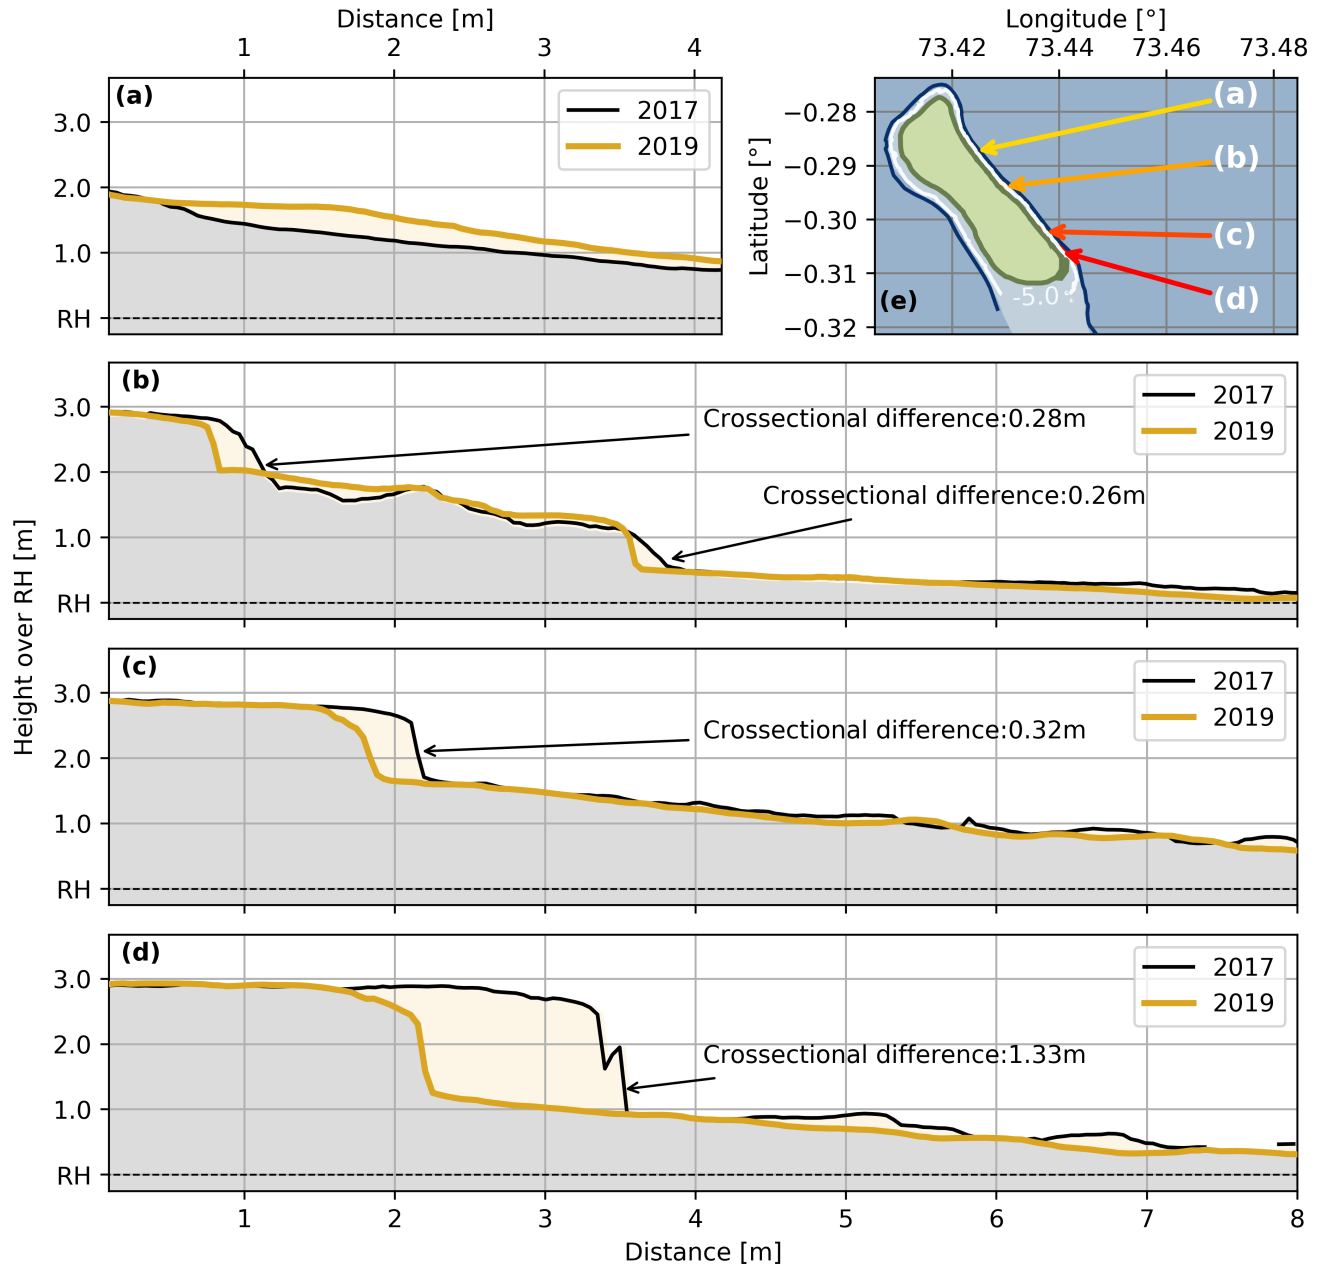 Distance [m]
1 2 3 4
(a)
2017
2019
3.0
2.0
1.0
RH
Longitude [°]
73.42 73.44 73.46 73.48
Latitude [°]
−0.28
−0.29
−0.30
−0.31
−0.32
(a)
(b)
(c)
(d)
(e)
-5.0
Height over RH [m]
(b)
2017
2019
3.0
2.0
1.0
RH
Crossectional difference:0.28m
Crossectional difference:0.26m
(c)
2017
2019
3.0
2.0
1.0
RH
Crossectional difference:0.32m
(d)
2017
2019
3.0
2.0
1.0
RH
Crossectional difference:1.33m
1 2 3 4 5 6 7 8
Distance [m]